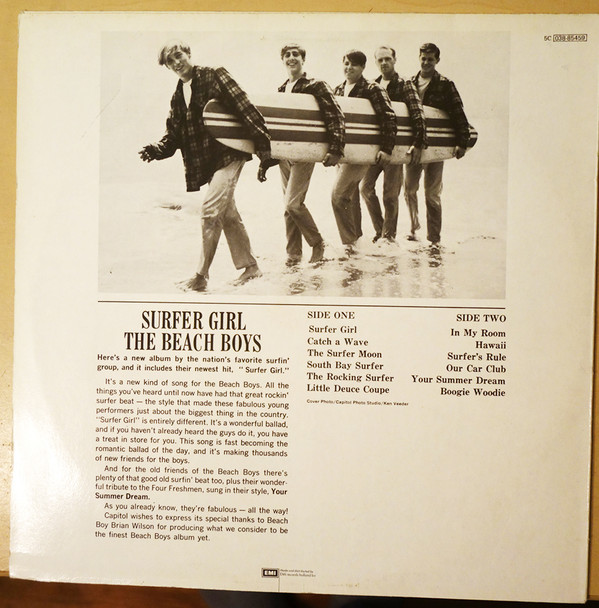 6C 038-85459
SURFER GIRL
THE BEACH BOYS
Here's a new album by the nation's favorite surfin'
group, and it includes their newest hit, "Surfer Girl."
It's a new kind of song for the Beach Boys. All the
things you've heard until now have had that great rockin'
surfer beat — the style that made these fabulous young
performers just about the biggest thing in the country.
"Surfer Girl" is entirely different. It's a wonderful ballad,
and if you haven't already heard the guys do it, you have
a treat in store for you. This song is fast becoming the
romantic ballad of the day, and it's making thousands
of new friends for the boys.
And for the old friends of the Beach Boys there's
plenty of that good old surfin' beat too, plus their wonder-
ful tribute to the Four Freshmen, sung in their style, Your
Summer Dream.
As you already know, they're fabulous — all the way!
Capitol wishes to express its special thanks to Beach
Boy Brian Wilson for producing what we consider to be
the finest Beach Boys album yet.
SIDE ONE
Surfer Girl
Catch a Wave
The Surfer Moon
South Bay Surfer
The Rocking Surfer
Little Deuce Coupe
Cover Photo/Capitol Photo Studio/Ken Veeder
SIDE TWO
In My Room
Hawaii
Surfer's Rule
Our Car Club
Your Summer Dream
Boogie Woodie
EMI